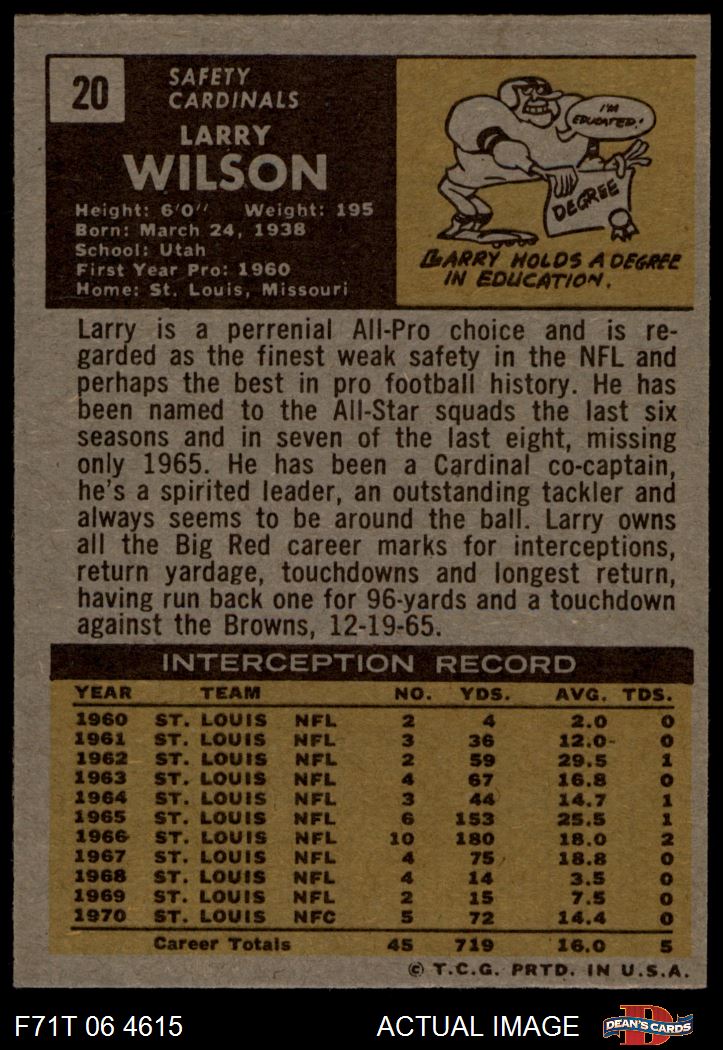 20
SAFETY
CARDINALS
LARRY
WILSON
Height: 6'0" Weight: 195
Born: March 24, 1938
School: Utah
First Year Pro: 1960
Home: St. Louis, Missouri
I'M
EDUCATED!
DEGREE
LARRY HOLDS A DEGREE
IN EDUCATION.
Larry is a perrenial All-Pro choice and is re-
garded as the finest weak safety in the NFL and
perhaps the best in pro football history. He has
been named to the All-Star squads the last six
seasons and in seven of the last eight, missing
only 1965. He has been a Cardinal co-captain,
he's a spirited leader, an outstanding tackler and
always seems to be around the ball. Larry owns
all the Big Red career marks for interceptions,
return yardage, touchdowns and longest return,
having run back one for 96-yards and a touchdown
against the Browns, 12-19-65.
INTERCEPTION RECORD
YEAR TEAM NO. YDS. AVG. TDS.
1960 ST. LOUIS NFL 2 4 2.0 0
1961 ST. LOUIS NFL 3 36 12.0 0
1962 ST. LOUIS NFL 2 59 29.5 1
1963 ST. LOUIS NFL 4 67 16.8 0
1964 ST. LOUIS NFL 3 44 14.7 1
1965 ST. LOUIS NFL 6 153 25.5 1
1966 ST. LOUIS NFL 10 180 18.0 2
1967 ST. LOUIS NFL 4 75 18.8 0
1968 ST. LOUIS NFL 4 14 3.5 0
1969 ST. LOUIS NFL 2 15 7.5 0
1970 ST. LOUIS NFC 5 72 14.4 0
Career Totals 45 719 16.0 5
© T.C.G. PRTD. IN U.S.A.
F71T 06 4615 ACTUAL IMAGE DEAN'S CARDS